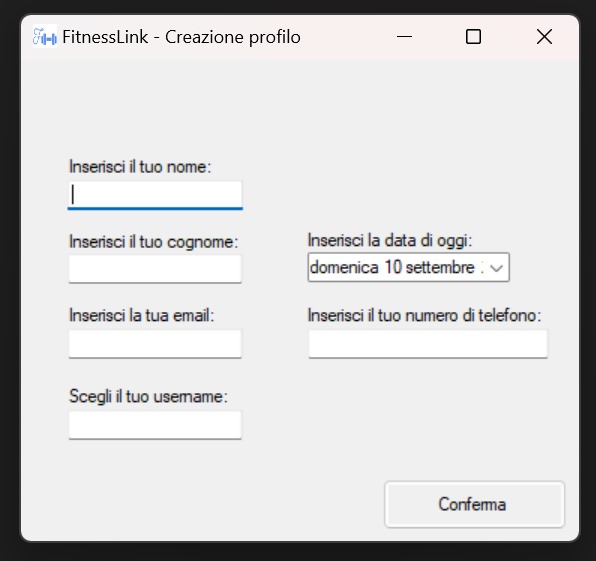 FitnessLink - Creazione profilo
Inserisci il tuo nome:
Inserisci il tuo cognome:
Inserisci la data di oggi:
domenica 10 settembre
Inserisci la tua email:
Inserisci il tuo numero di telefono:
Scegli il tuo username:
Conferma